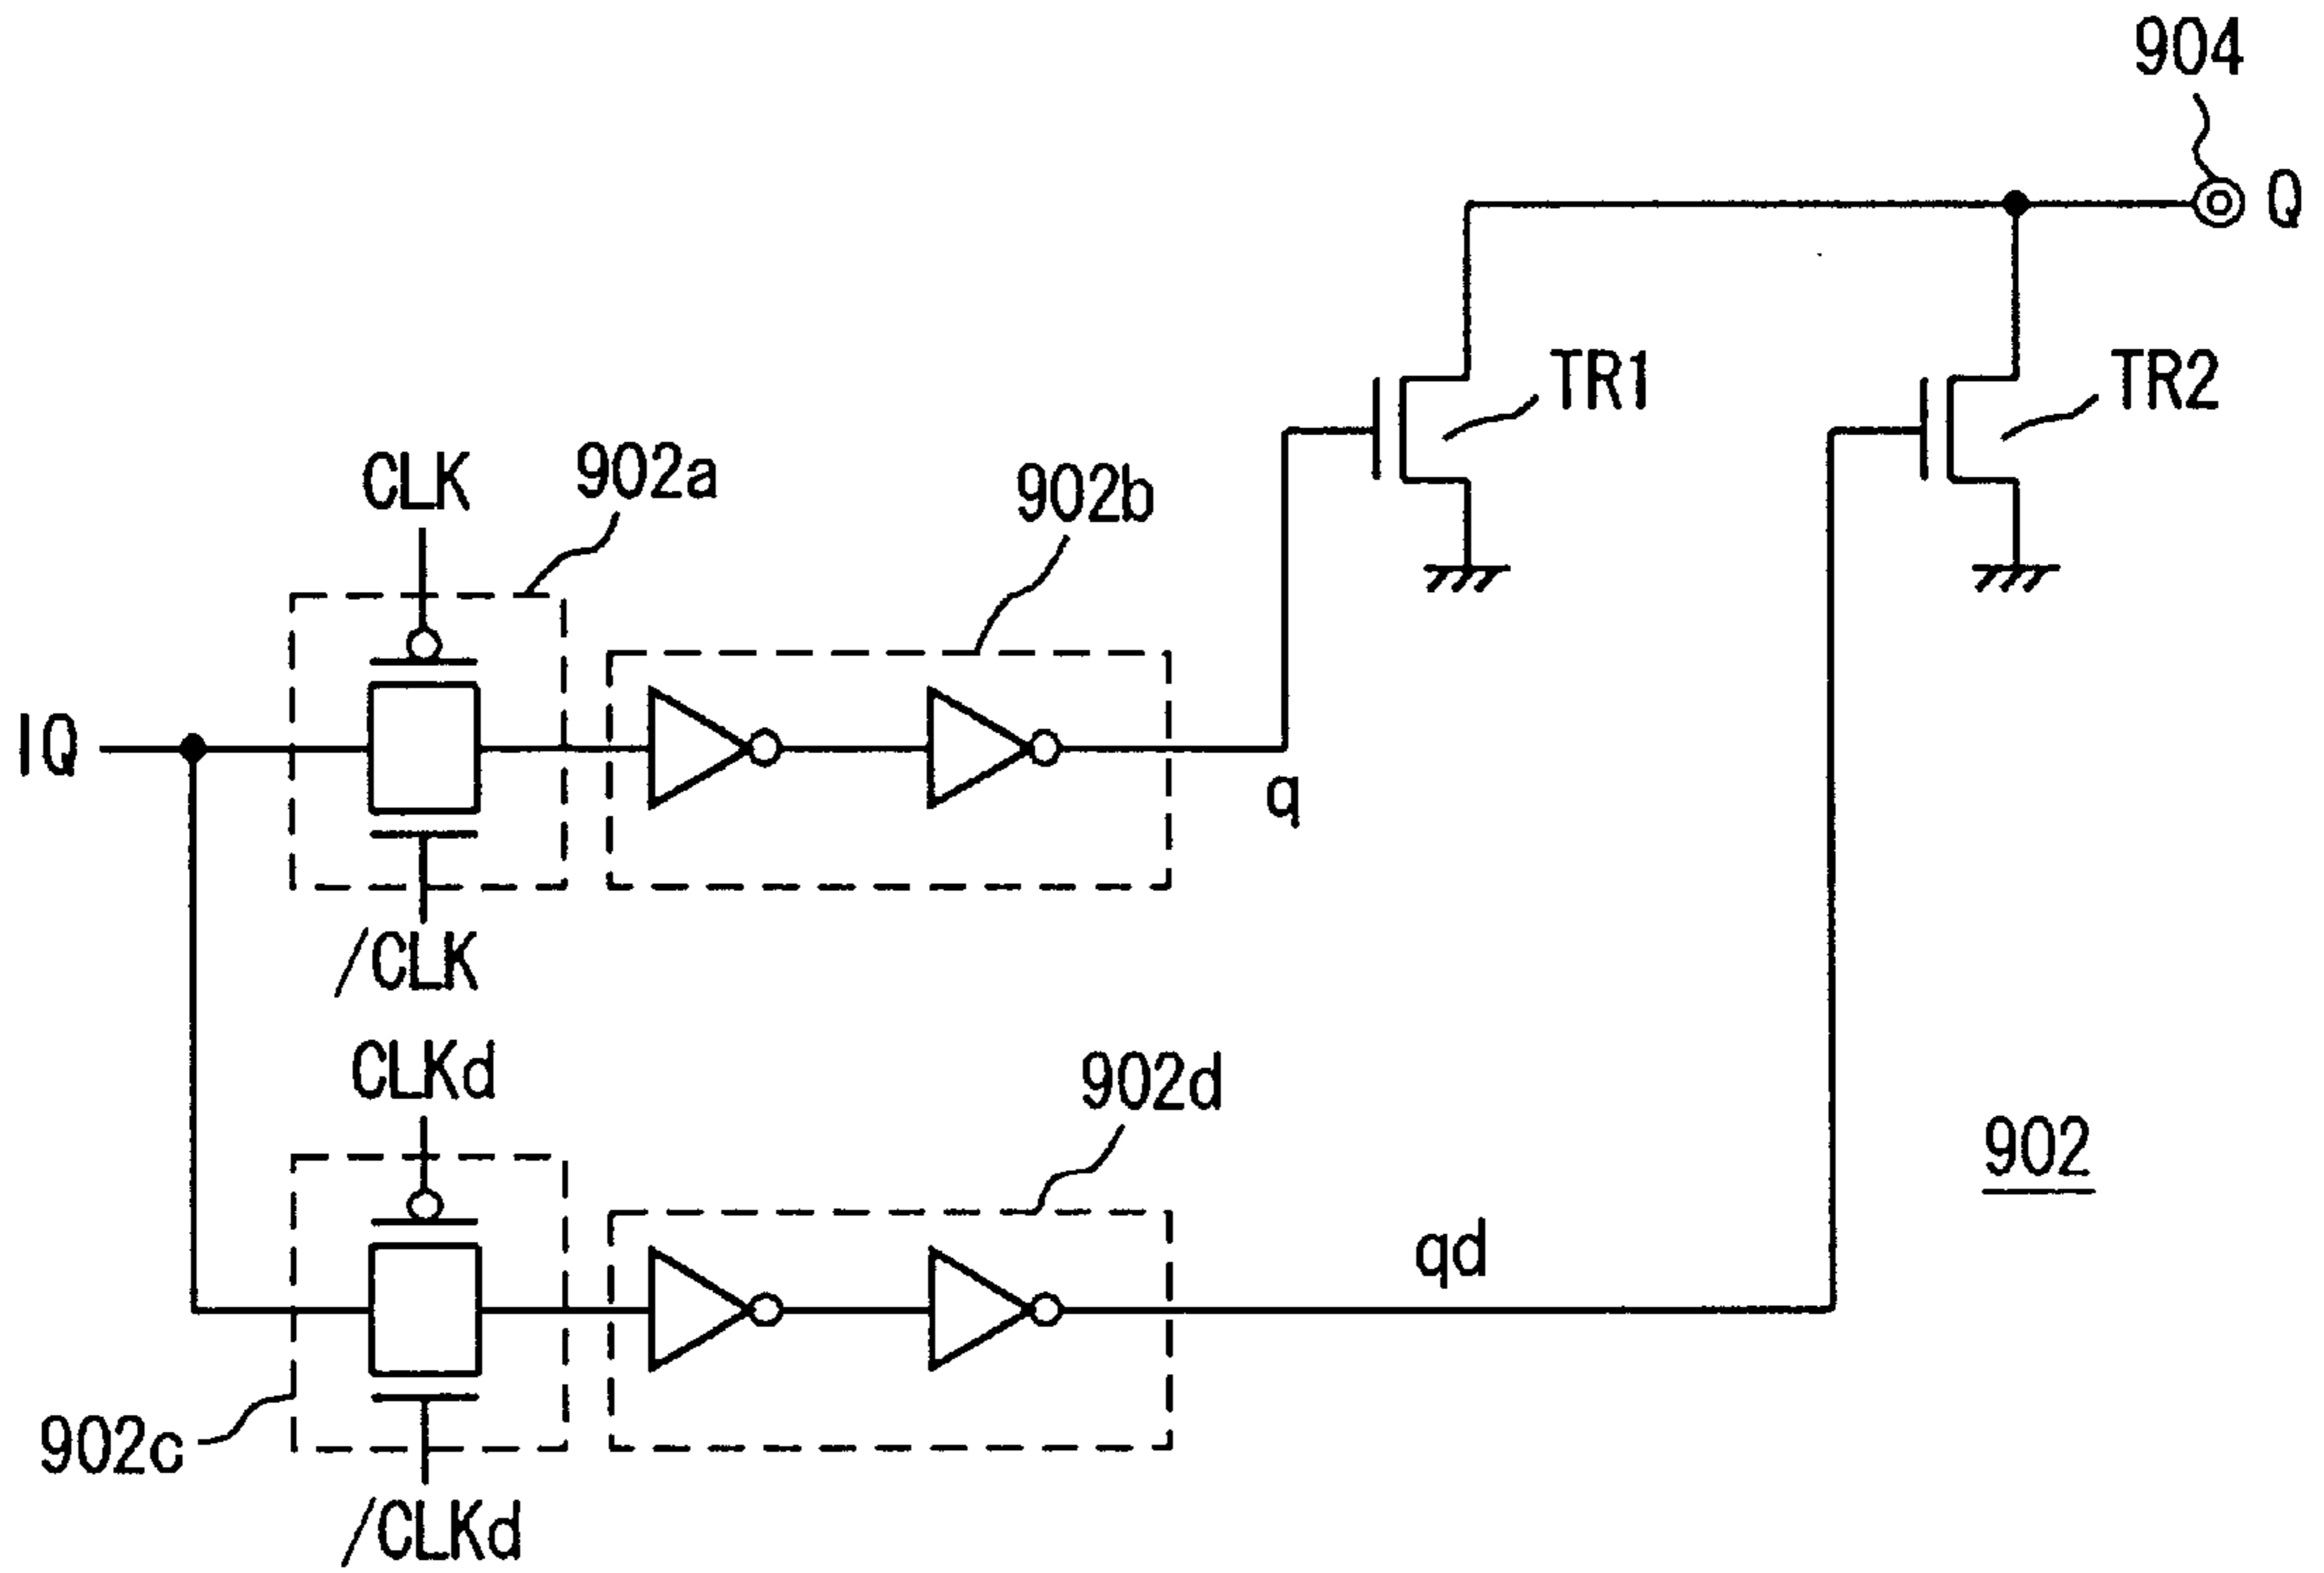 904
Q
TR1
TR2
CLK
902a
902b
IQ
q
/CLK
CLKd
902d
902
qd
902c
/CLKd